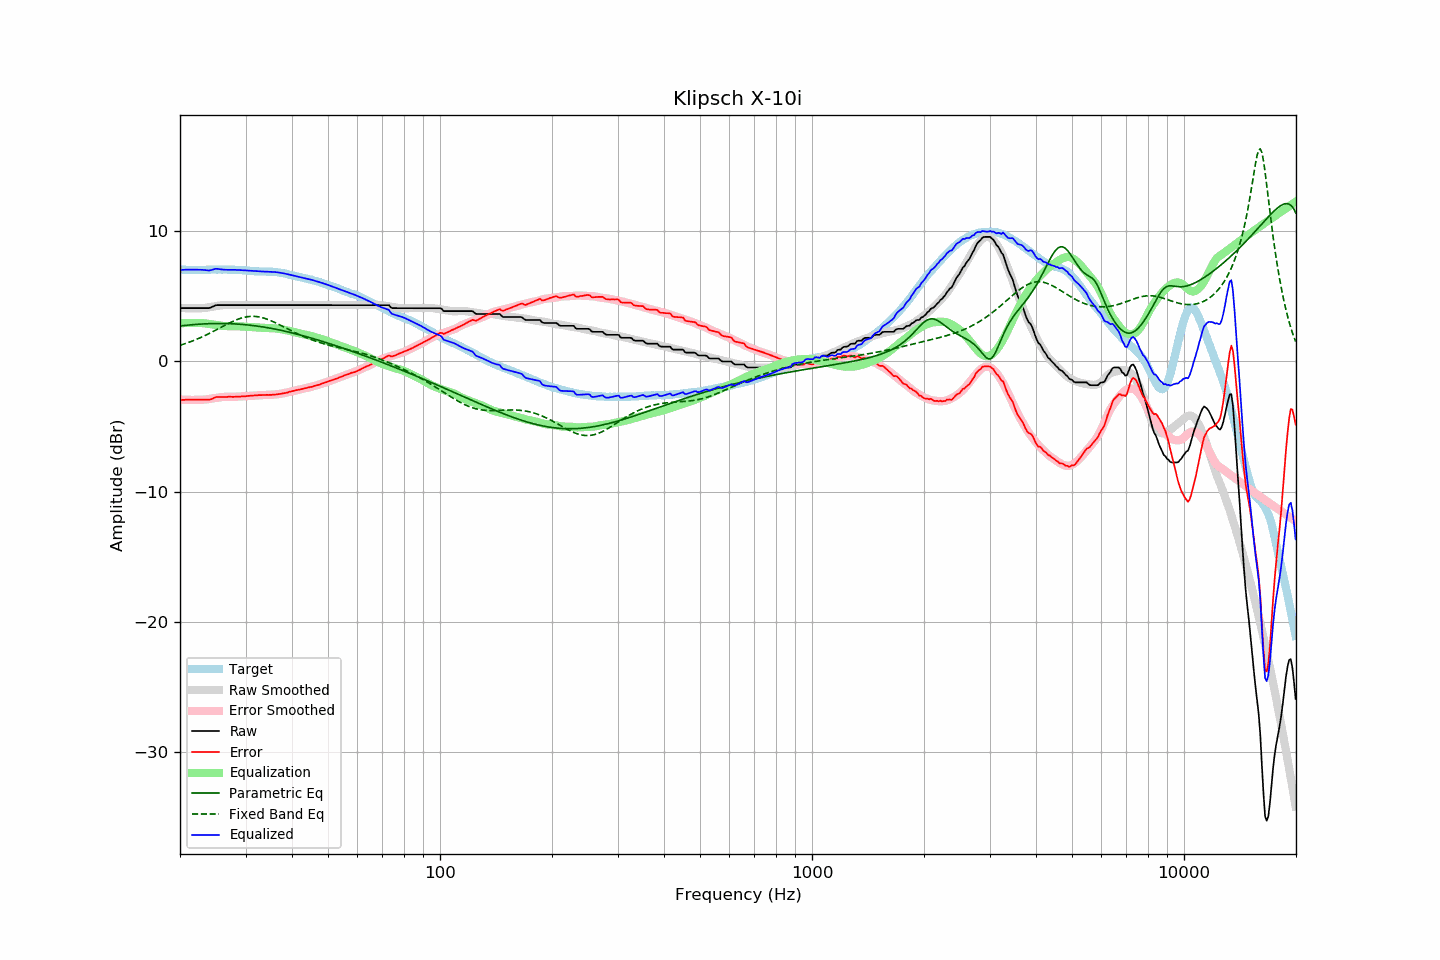 Klipsch X-10i
Amplitude (dBr)
10
0
−10
−20
−30
Target
Raw Smoothed
Error Smoothed
Raw
Error
Equalization
Parametric Eq
Fixed Band Eq
Equalized
100
1000
10000
Frequency (Hz)